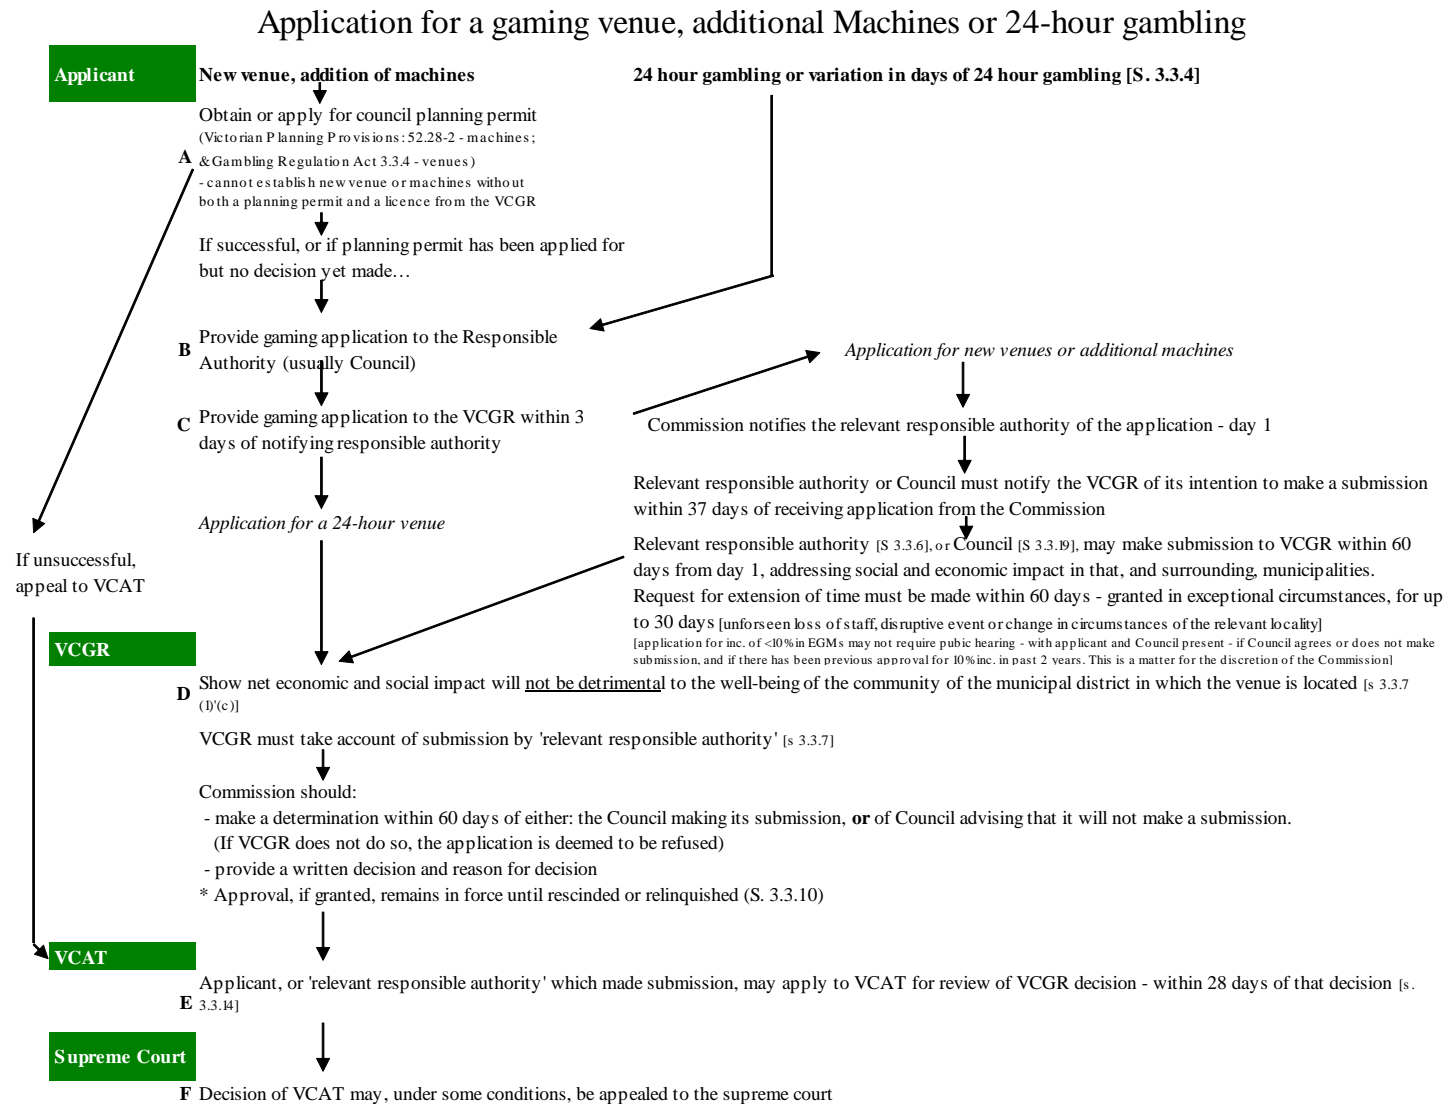 Application for a gaming venue, additional Machines or 24-hour gambling
Applicant
New venue, addition of machines
24 hour gambling or variation in days of 24 hour gambling [S. 3.3.4]
Obtain or apply for council planning permit
(Victorian Planning Provisions: 52.28-2 - machines;
A
& Gambling Regulation Act 3.3.4 - venues)
- cannot establish new venue or machines without
both a planning permit and a licence from the VCGR
If successful, or if planning permit has been applied for
but no decision yet made…
B
Provide gaming application to the Responsible
Authority (usually Council)
Application for new venues or additional machines
C
Provide gaming application to the VCGR within 3
days of notifying responsible authority
Commission notifies the relevant responsible authority of the application - day 1
Relevant responsible authority or Council must notify the VCGR of its intention to make a submission
within 37 days of receiving application from the Commission
Application for a 24-hour venue
If unsuccessful,
appeal to VCAT
Relevant responsible authority [S 3.3.6], or Council [S 3.3.19], may make submission to VCGR within 60
days from day 1, addressing social and economic impact in that, and surrounding, municipalities.
Request for extension of time must be made within 60 days - granted in exceptional circumstances, for up
to 30 days [unforseen loss of staff, disruptive event or change in circumstances of the relevant locality]
[application for inc. of <10% in EGMs may not require pubic hearing - with applicant and Council present - if Council agrees or does not make
submission, and if there has been previous approval for 10% inc. in past 2 years. This is a matter for the discretion of the Commission]
VCGR
D
Show net economic and social impact will not be detrimental to the well-being of the community of the municipal district in which the venue is located [s 3.3.7
(1)'(c)]
VCGR must take account of submission by 'relevant responsible authority' [s 3.3.7]
Commission should:
- make a determination within 60 days of either: the Council making its submission, or of Council advising that it will not make a submission.
(If VCGR does not do so, the application is deemed to be refused)
- provide a written decision and reason for decision
* Approval, if granted, remains in force until rescinded or relinquished (S. 3.3.10)
VCAT
Applicant, or 'relevant responsible authority' which made submission, may apply to VCAT for review of VCGR decision - within 28 days of that decision [s.
E
3.3.14]
Supreme Court
F
Decision of VCAT may, under some conditions, be appealed to the supreme court